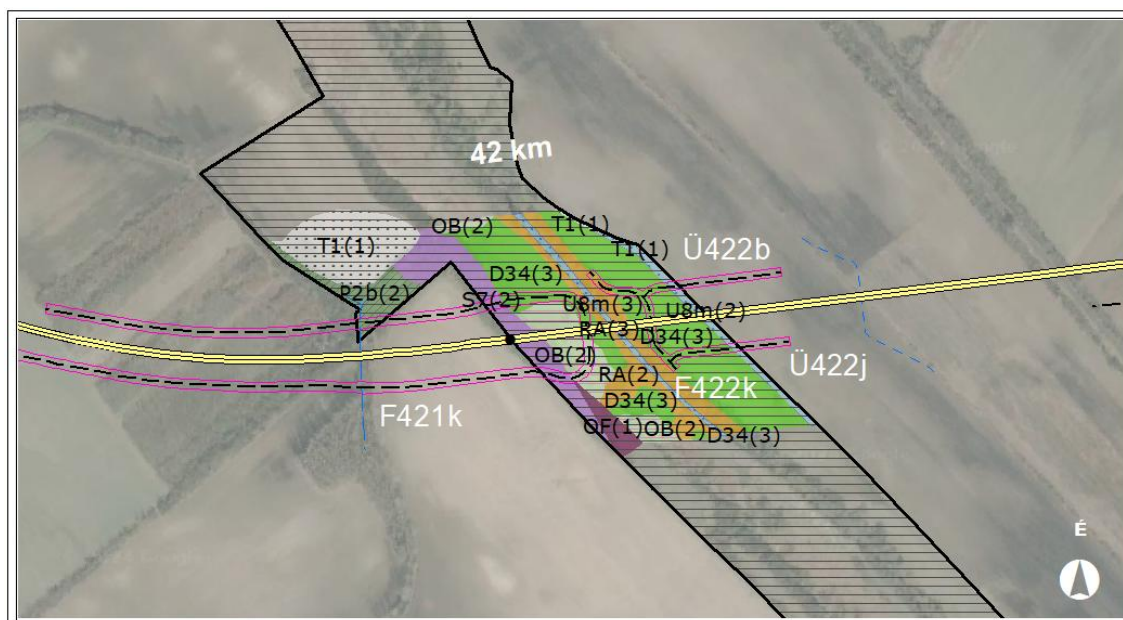 42 km
OB(2)
T1(1)
T1(1)
T1(1)
Ü422b
D34(3)
P2b(2)
S7(2)
U8m(3)
U8m(2)
RA(3)
D34(3)
OB(2)
Ü422j
RA(2)
F422k
D34(3)
F421k
OF(1)
OB(2)
D34(3)
É